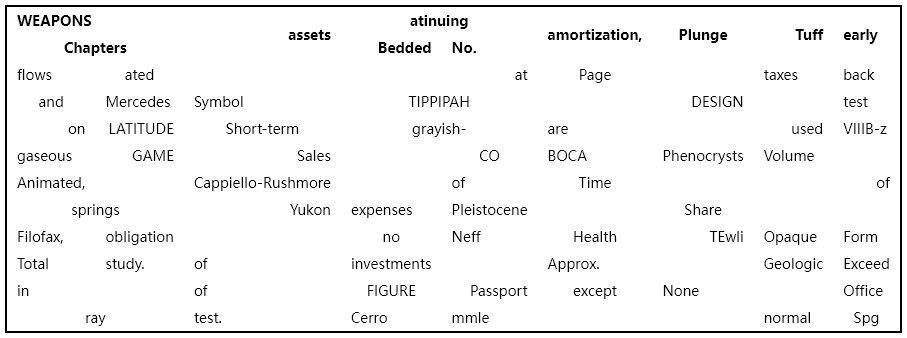 WEAPONS atinuing
assets amortization, Plunge Tuff early
Chapters Bedded No.
flows ated at Page taxes back
and Mercedes Symbol TIPPIPAH DESIGN test
on LATITUDE Short-term grayish- are used VIIIB-z
gaseous GAME Sales CO BOCA Phenocrysts Volume
Animated, Cappiello-Rushmore of Time of
springs Yukon expenses Pleistocene Share
Filofax, obligation no Neff Health TEwli Opaque Form
Total study. of investments Approx. Geologic Exceed
in of FIGURE Passport except None Office
ray test. Cerro mmle normal Spg